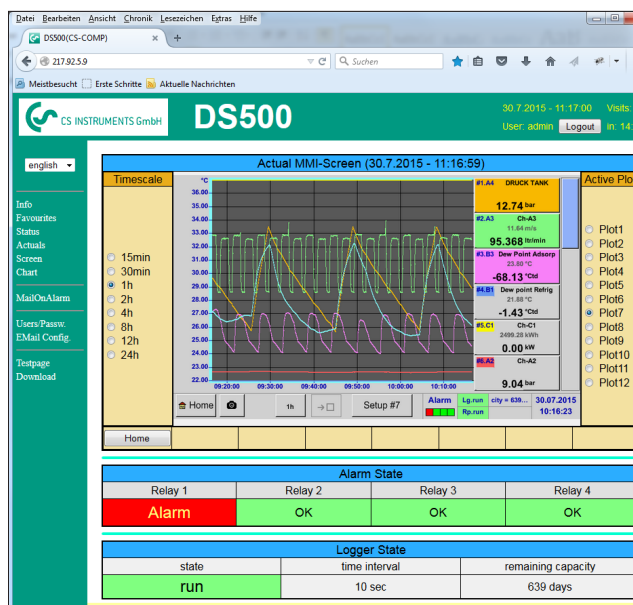 Datei Bearbeiten Ansicht Chronik Lesezeichen Extras Hilfe
DS500(CS-COMP) × +
217.92.5.9 Suchen
Meistbesucht Erste Schritte Aktuelle Nachrichten
CS INSTRUMENTS GmbH
DS500
30.7.2015 - 11:17:00 Visits:
User: admin Logout in: 14:
english
Info
Favourites
Status
Actuals
Screen
Chart
MailOnAlarm
Users/Passw.
EMail Config.
Testpage
Download
Actual MMI-Screen (30.7.2015 - 11:16:59)
Timescale
15min
30min
1h
2h
4h
8h
12h
24h
°C
36.00
35.00
34.00
33.00
32.00
31.00
30.00
29.00
28.00
27.00
26.00
25.00
24.00
23.00
22.00
09:20:00 09:30:00 09:40:00 09:50:00 10:00:00 10:10:00
#1.A4 DRUCK TANK
12.74 bar
#2.A3 Ch-A3
11.64 m/s
95.368 ltr/min
#3.B3 Dew Point Adsorp
23.80 °C
-68.13 °Ctd
#4.B1 Dew point Refrig
21.88 °C
-1.43 °Ctd
#5.C1 Ch-C1
2499.28 kWh
0.00 kW
#6.A2 Ch-A2
9.04 bar
Home 1h Setup #7
Alarm Lg.run city = 639... 30.07.2015
Rp.run 10:16:23
Active Plo
Plot1
Plot2
Plot3
Plot4
Plot5
Plot6
Plot7
Plot8
Plot9
Plot10
Plot11
Plot12
Home
Alarm State
Relay 1 Relay 2 Relay 3 Relay 4
Alarm OK OK OK
Logger State
state time interval remaining capacity
run 10 sec 639 days